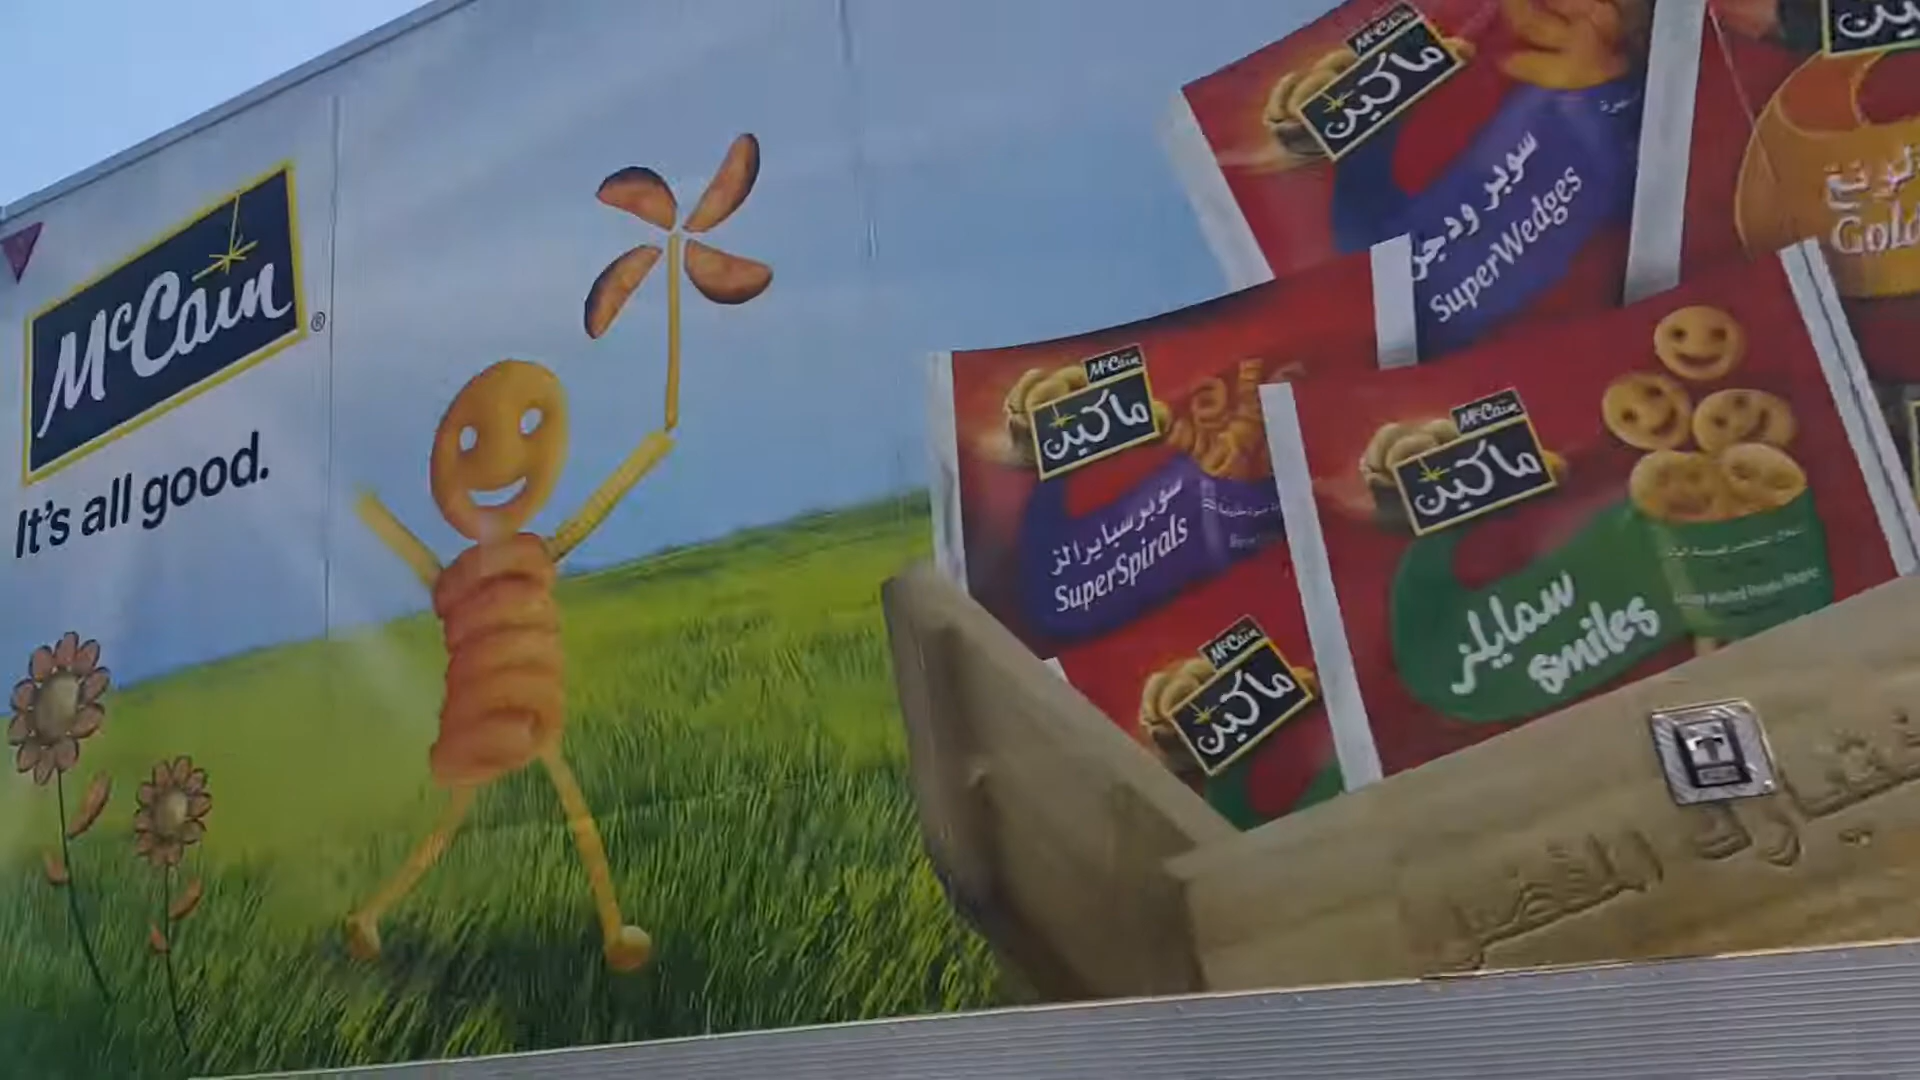 McCain
®
It's all good.
McCain
ماكين
سوبر ودجز
SuperWedges
McCain
ماكين
سوبر سبايرالز
SuperSpirals
McCain
ماكين
سمايلز
smiles
McCain
ماكين